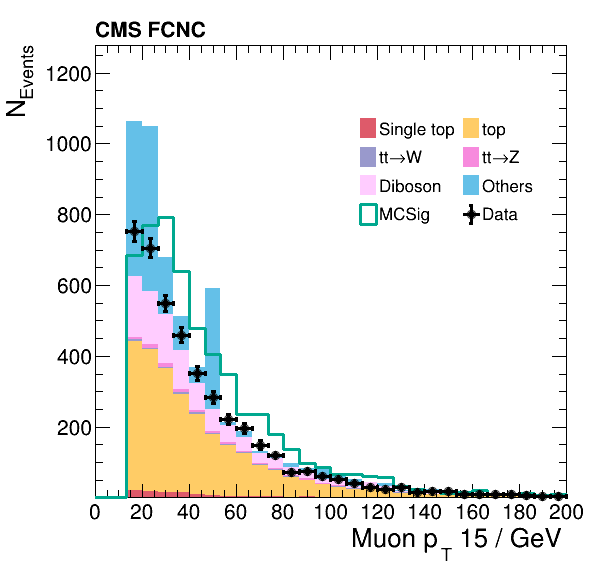 CMS FCNC
N_Events
1200
1000
800
600
400
200
Single top
top
tt→W
tt→Z
Diboson
Others
MCSig
Data
0 20 40 60 80 100 120 140 160 180 200
Muon p_T 15 / GeV